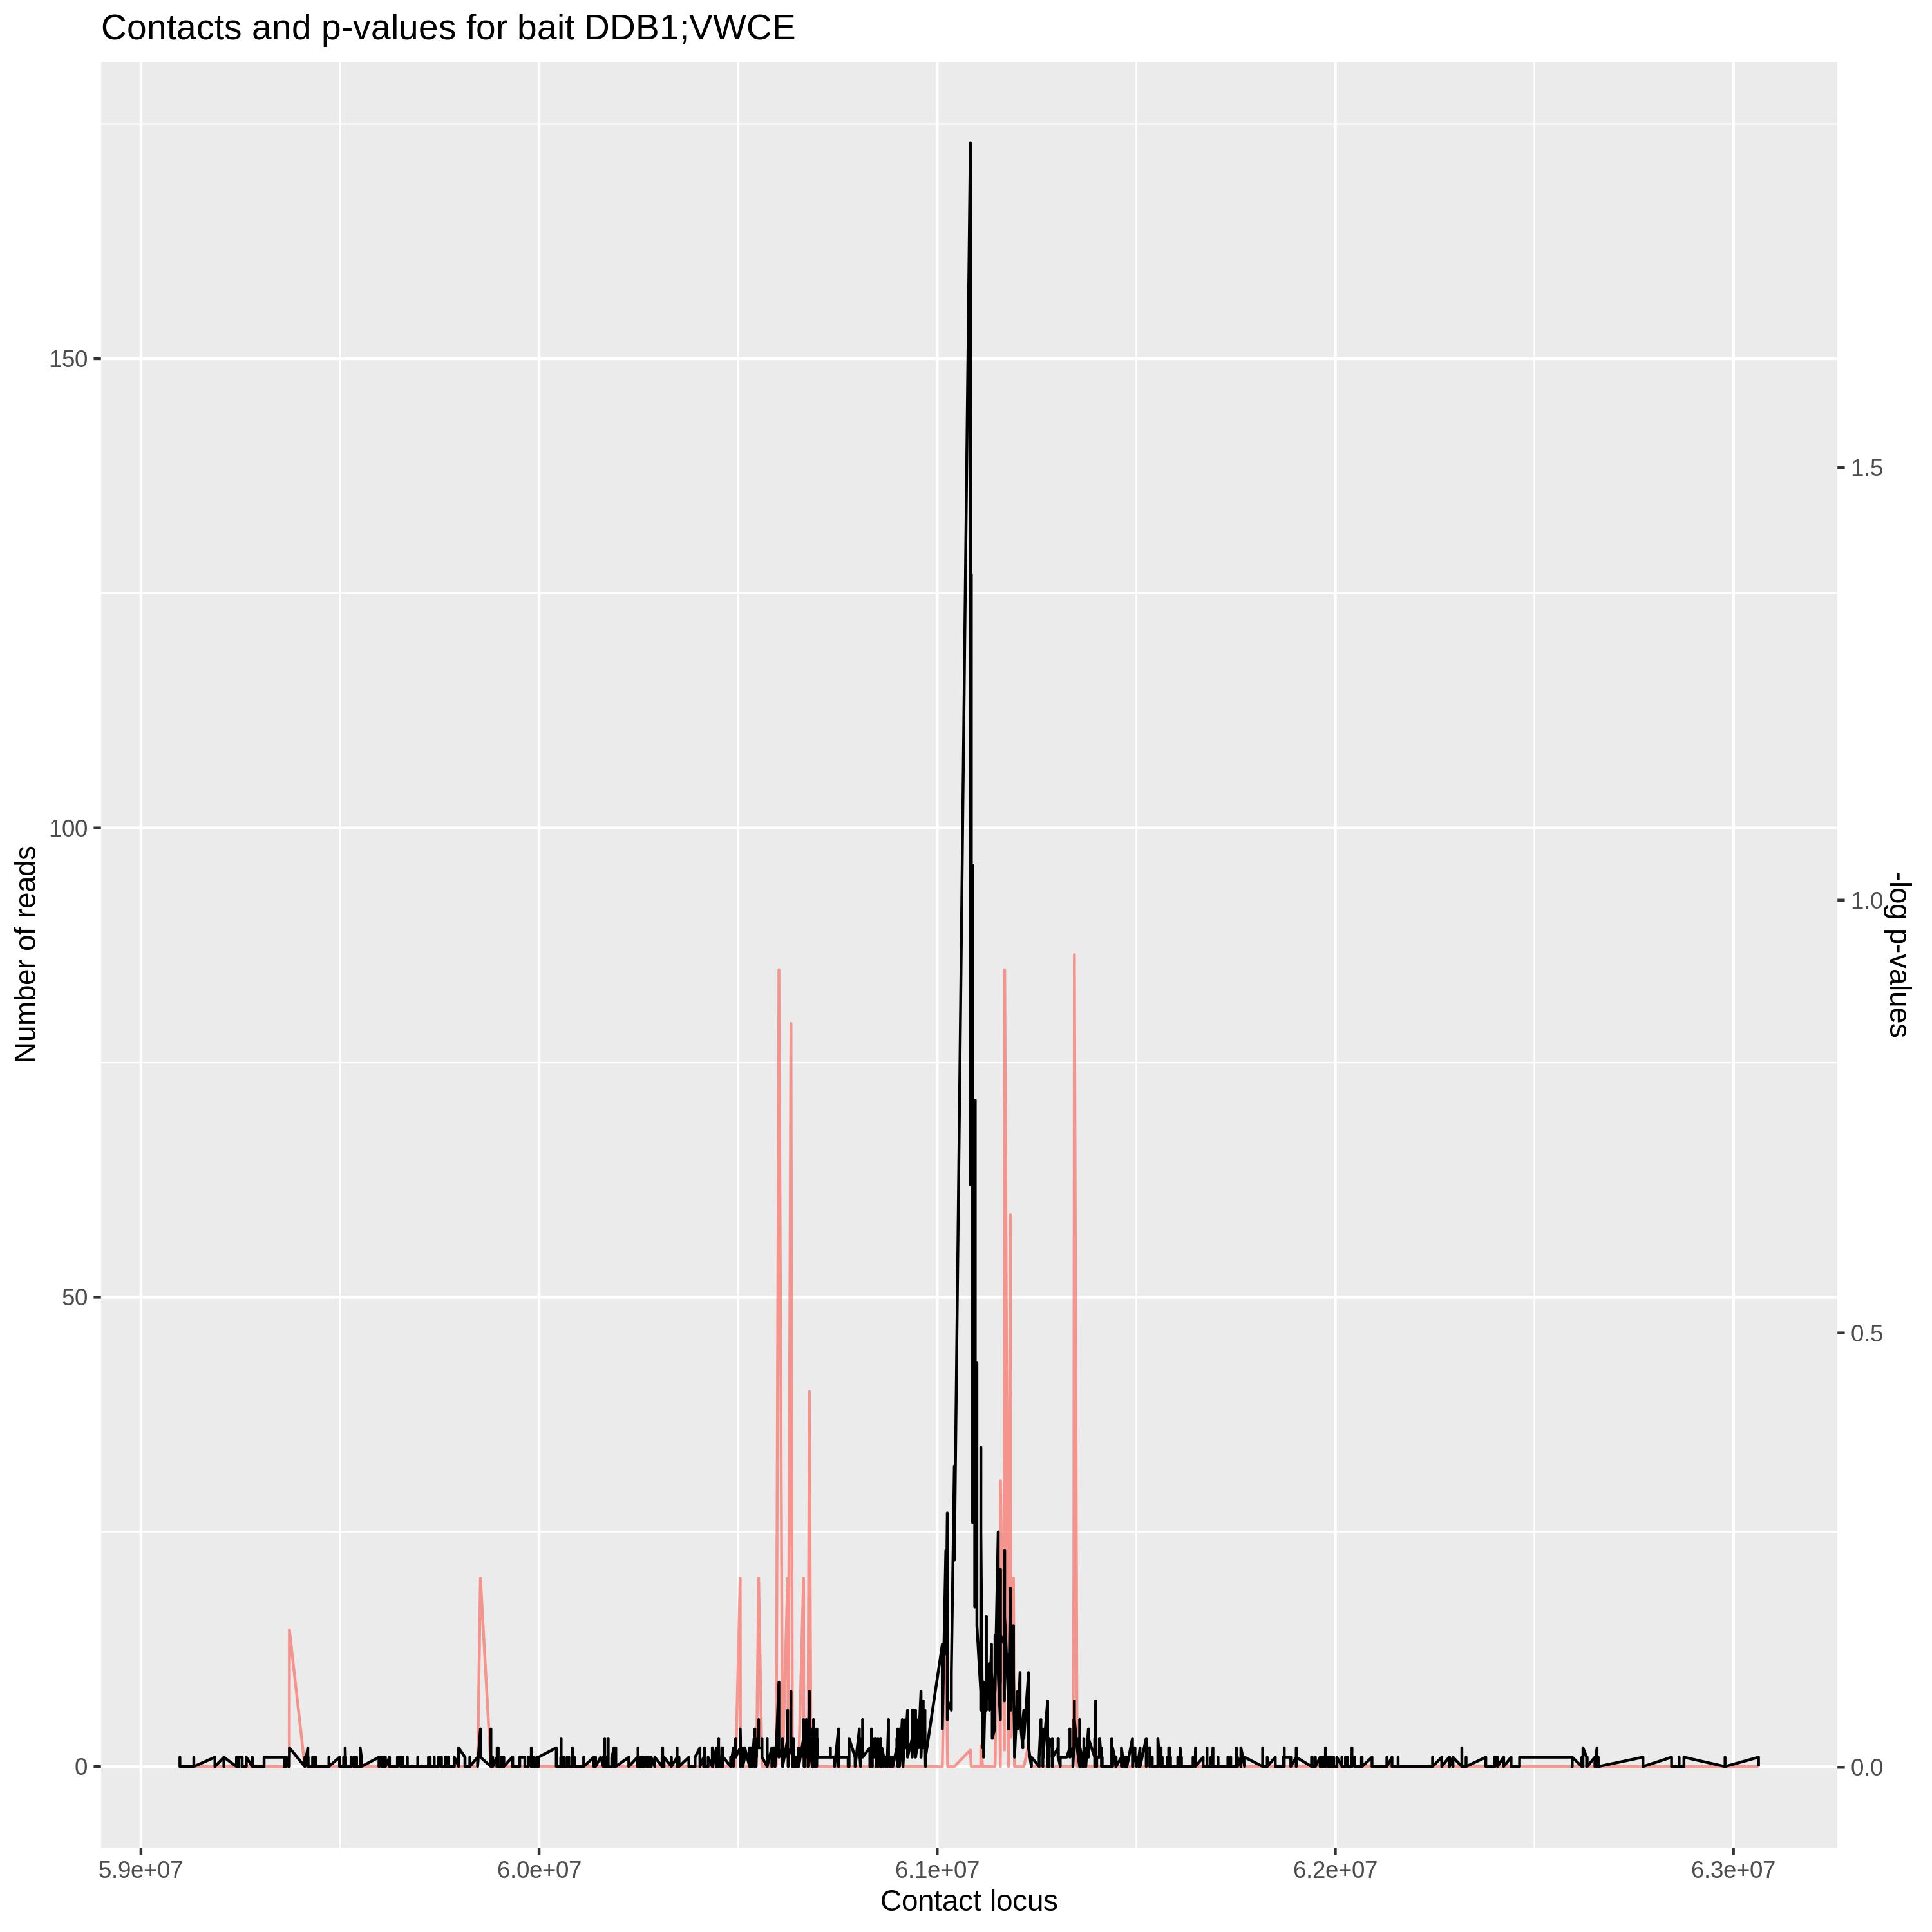 Contacts and p-values for bait DDB1;VWCE
150
100
50
0
Number of reads
1.5
1.0
0.5
0.0
-log p-values
5.9e+07 6.0e+07 6.1e+07 6.2e+07 6.3e+07
Contact locus